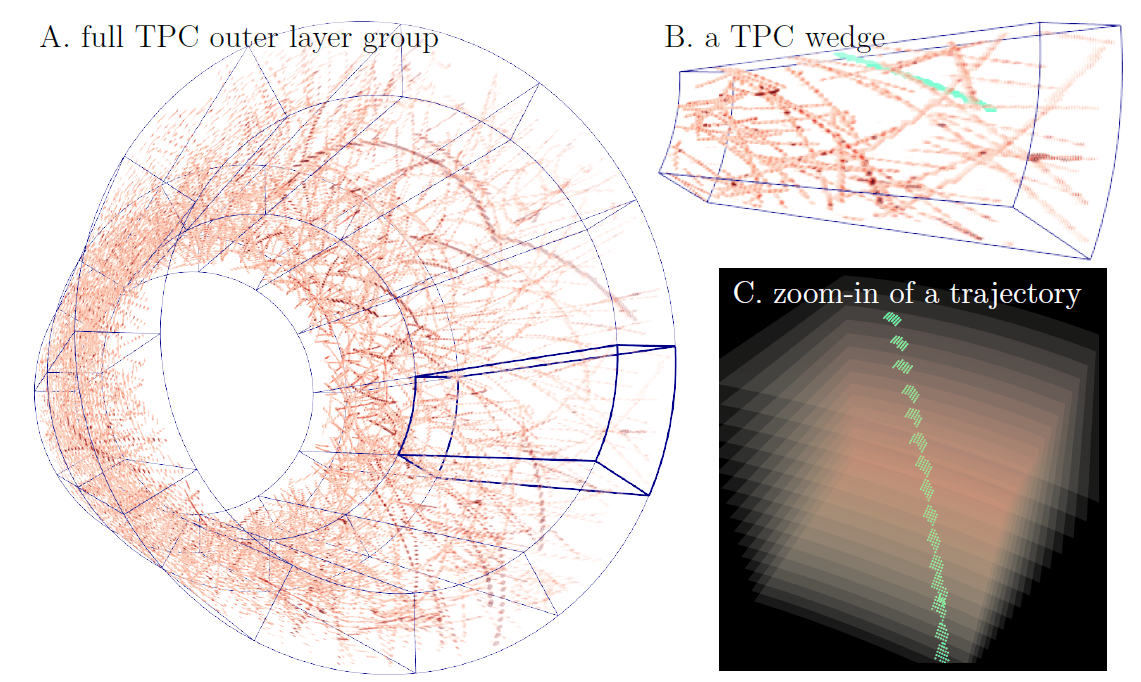 A. full TPC outer layer group
B. a TPC wedge
C. zoom-in of a trajectory